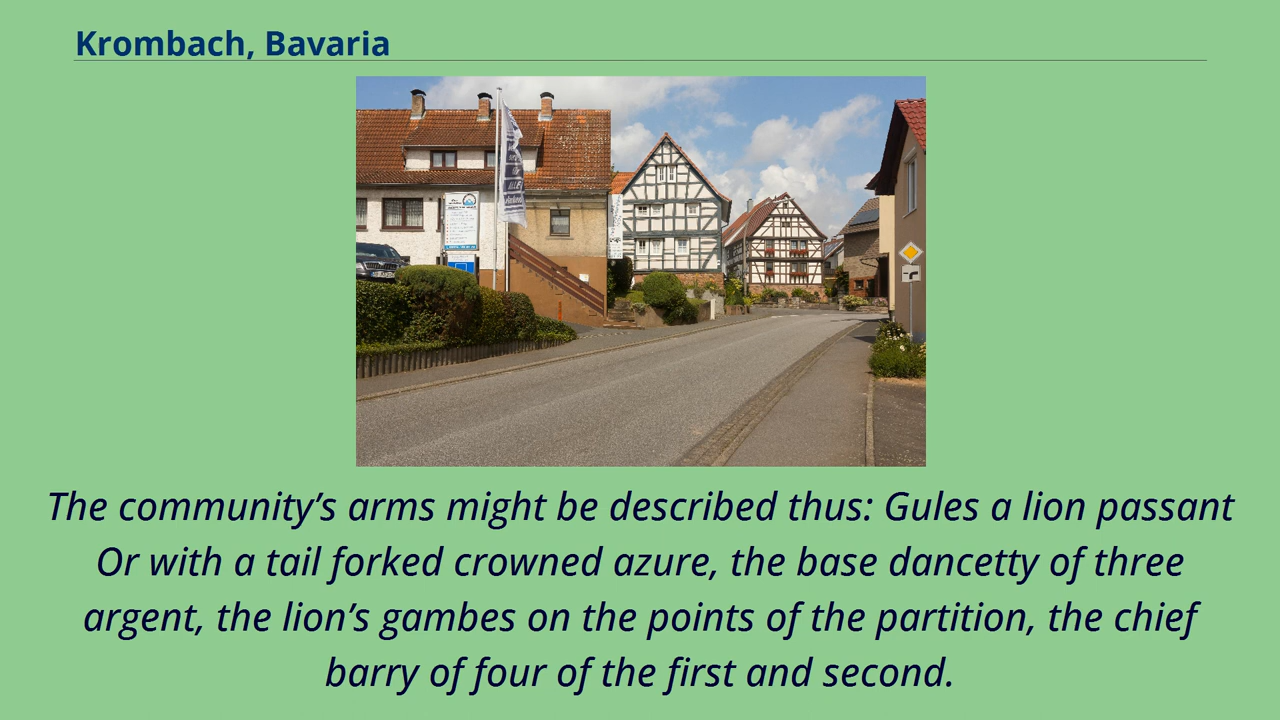 Krombach, Bavaria
The community’s arms might be described thus: Gules a lion passant
Or with a tail forked crowned azure, the base dancetty of three
argent, the lion’s gambes on the points of the partition, the chief
barry of four of the first and second.